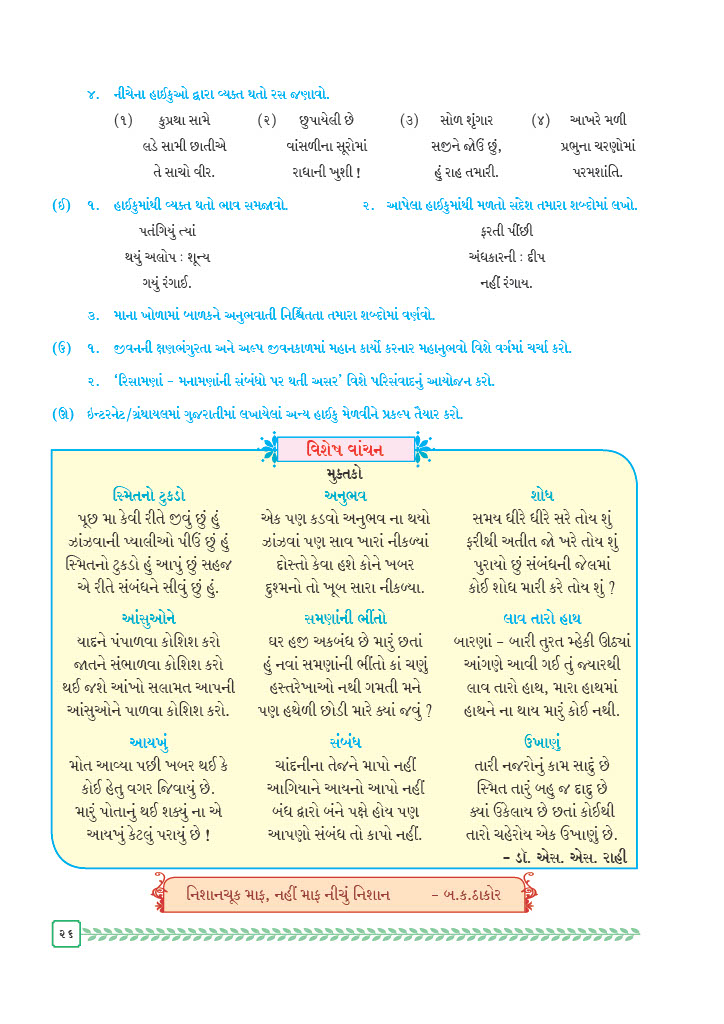 ૪. નીચેના હાઈકુઓ દ્વારા વ્યક્ત થતો રસ જણાવો.
(૧) કુપ્રથા સામે
લડે સામી છાતીએ
તે સાચો વીર.
(૨) છુપાયેલી છે
વાંસળીના સૂરોમાં
રાધાની ખુશી !
(૩) સોળ શૃંગાર
સજીને જોઉં છું,
હું રાહ તમારી.
(૪) આખરે મળી
પ્રભુના ચરણોમાં
પરમશાંતિ.
(ઈ) ૧. હાઈકુમાંથી વ્યક્ત થતો ભાવ સમજાવો.
પતંગિયું ત્યાં
થયું અલોપ : શૂન્ય
ગયું રંગાઈ.
૨. આપેલા હાઈકુમાંથી મળતો સંદેશ તમારા શબ્દોમાં લખો.
ફરતી પીંછી
અંધકારની : દીપ
નહીં રંગાય.
૩. માના ખોળામાં બાળકને અનુભવાતી નિશ્ચિંતતા તમારા શબ્દોમાં વર્ણવો.
(ઉ) ૧. જીવનની ક્ષણભંગુરતા અને અલ્પ જીવનકાળમાં મહાન કાર્યો કરનાર મહાનુભવો વિશે વર્ગમાં ચર્ચા કરો.
૨. ‘રિસામણાં – મનામણાંની સંબંધો પર થતી અસર’ વિશે પરિસંવાદનું આયોજન કરો.
(ઊ) ઇન્ટરનેટ/ગ્રંથાયલમાં ગુજરાતીમાં લખાયેલાં અન્ય હાઈકુ મેળવીને પ્રકલ્પ તૈયાર કરો.
વિશેષ વાંચન
મુક્તકો
સ્મિતનો ટુકડો
પૂછ મા કેવી રીતે જીવું છું હું
ઝાંઝવાની પ્યાલીઓ પીઉં છું હું
સ્મિતનો ટુકડો હું આપું છું સહજ
એ રીતે સંબંધને સીવું છું હું.
અનુભવ
એક પણ કડવો અનુભવ ના થયો
ઝાંઝવાં પણ સાવ ખારાં નીકળ્યાં
દોસ્તો કેવા હશે કોને ખબર
દુશ્મનો તો ખૂબ સારા નીકળ્યા.
શોધ
સમય ધીરે ધીરે સરે તોય શું
ફરીથી અતીત જો ખરે તોય શું
પુરાયો છું સંબંધની જેલમાં
કોઈ શોધ મારી કરે તોય શું ?
આંસુઓને
યાદને પંપાળવા કોશિશ કરો
જાતને સંભાળવા કોશિશ કરો
થઈ જશે આંખો સલામત આપની
આંસુઓને પાળવા કોશિશ કરો.
સમણાંની ભીંતો
ઘર હજી અકબંધ છે મારું છતાં
હું નવાં સમણાંની ભીંતો કાં ચણું
હસ્તરેખાઓ નથી ગમતી મને
પણ હથેળી છોડી મારે ક્યાં જવું ?
લાવ તારો હાથ
બારણાં – બારી તુરત મ્હેકી ઊઠ્યાં
આંગણે આવી ગઈ તું જ્યારથી
લાવ તારો હાથ, મારા હાથમાં
હાથને ના થાય મારું કોઈ નથી.
આયખું
મોત આવ્યા પછી ખબર થઈ કે
કોઈ હેતુ વગર જિવાયું છે.
મારું પોતાનું થઈ શક્યું ના એ
આયખું કેટલું પરાયું છે !
સંબંધ
ચાંદનીના તેજને માપો નહીં
આગિયાને આયનો આપો નહીં
બંધ દ્વારો બંને પક્ષે હોય પણ
આપણો સંબંધ તો કાપો નહીં.
ઉખાણું
તારી નજરોનું કામ સાદું છે
સ્મિત તારું બહુ જ દાદુ છે
ક્યાં ઉકેલાય છે છતાં કોઈથી
તારો ચહેરોય એક ઉખાણું છે.
– ડૉ. એસ. એસ. રાહી
નિશાનચૂક માફ, નહીં માફ નીચું નિશાન – બ.ક.ઠાકોર
૨૬